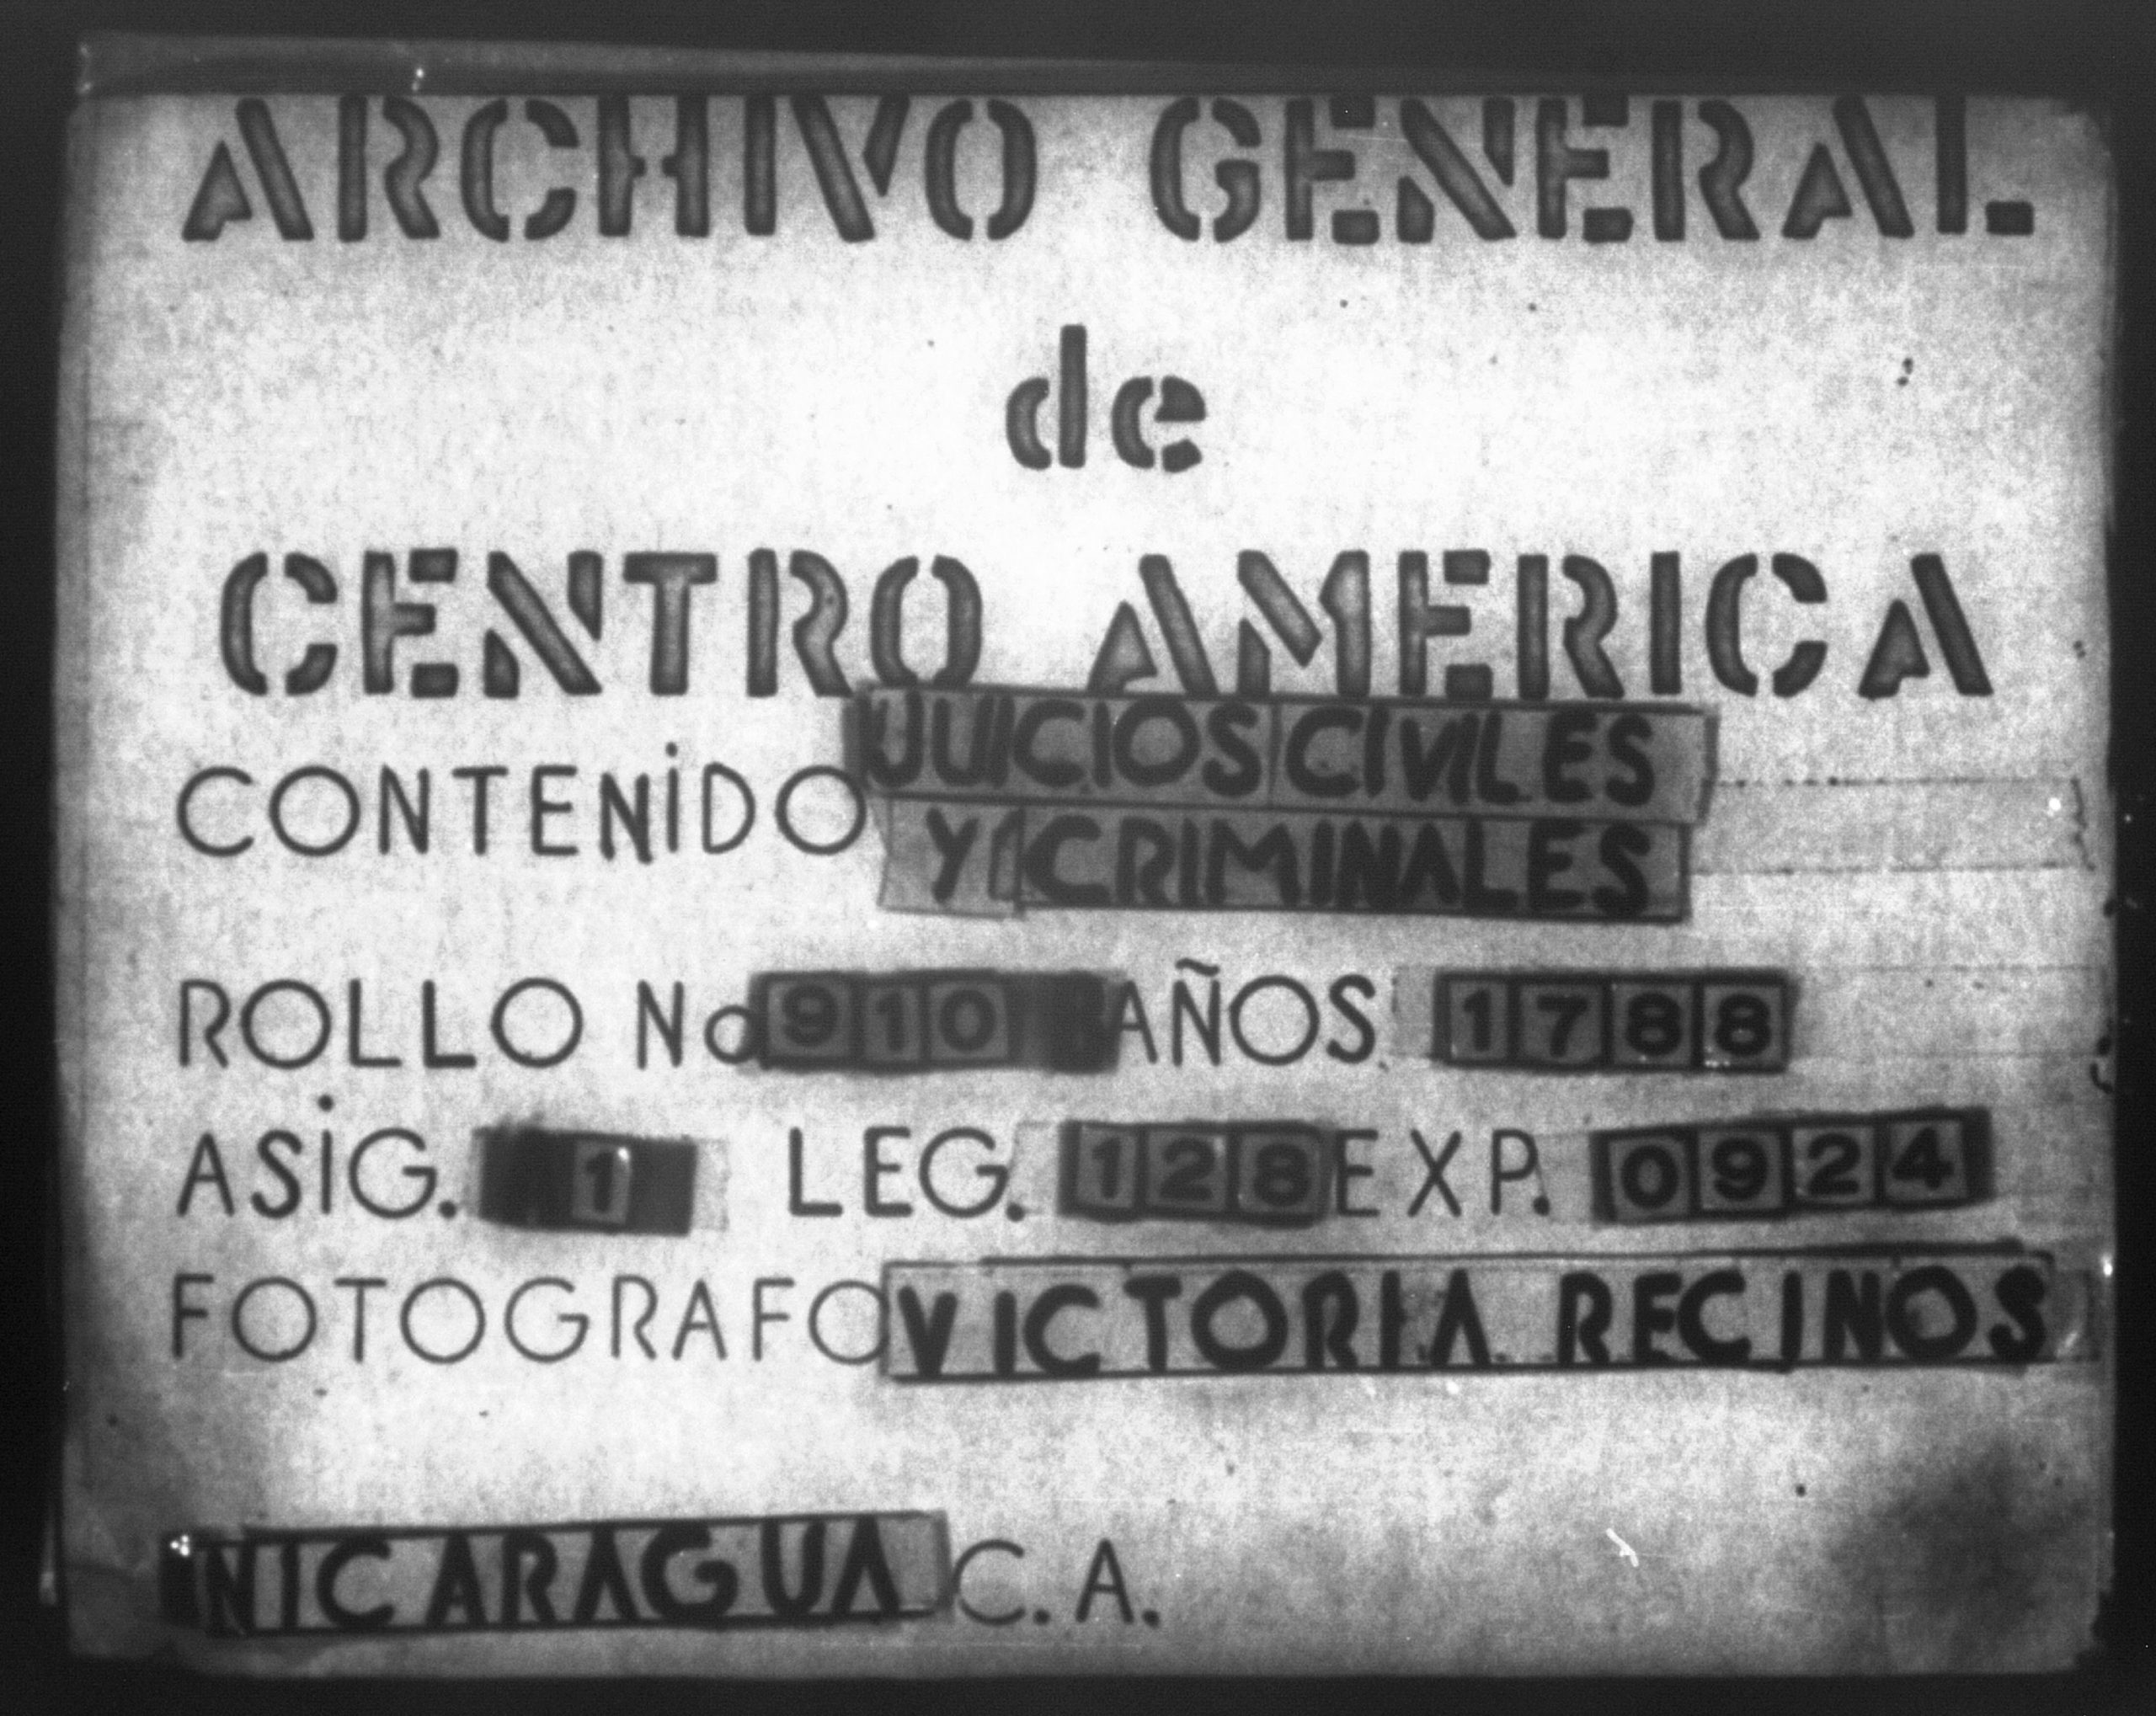 ARCHIVO GENERAL
de
CENTRO AMERICA
CONTENIDO JUICIOS CIVILES
Y CRIMINALES
ROLLO No 910 AÑOS 1788
ASIG. 1 LEG. 128 EXP. 0924
FOTOGRAFO VICTORIA RECINOS
NICARAGUA C.A.